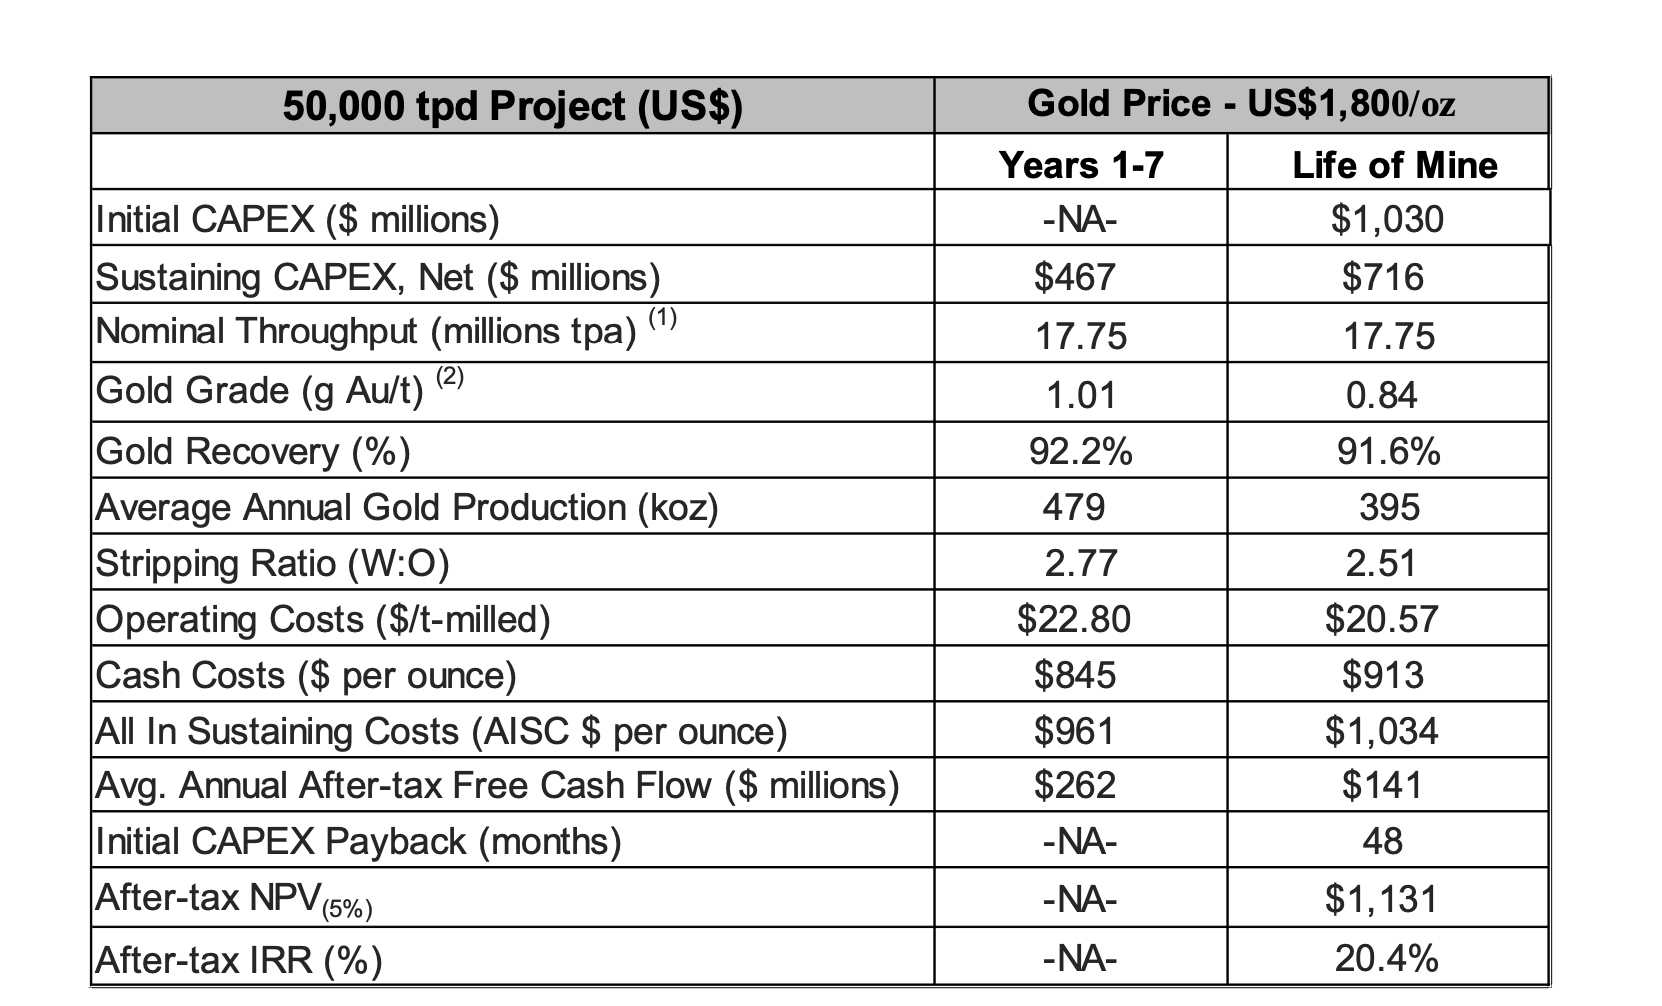 50,000 tpd Project (US$) Gold Price - US$1,800/oz
Years 1-7 Life of Mine
Initial CAPEX ($ millions) -NA- $1,030
Sustaining CAPEX, Net ($ millions) $467 $716
Nominal Throughput (millions tpa) (1) 17.75 17.75
Gold Grade (g Au/t) (2) 1.01 0.84
Gold Recovery (%) 92.2% 91.6%
Average Annual Gold Production (koz) 479 395
Stripping Ratio (W:O) 2.77 2.51
Operating Costs ($/t-milled) $22.80 $20.57
Cash Costs ($ per ounce) $845 $913
All In Sustaining Costs (AISC $ per ounce) $961 $1,034
Avg. Annual After-tax Free Cash Flow ($ millions) $262 $141
Initial CAPEX Payback (months) -NA- 48
After-tax NPV(5%) -NA- $1,131
After-tax IRR (%) -NA- 20.4%